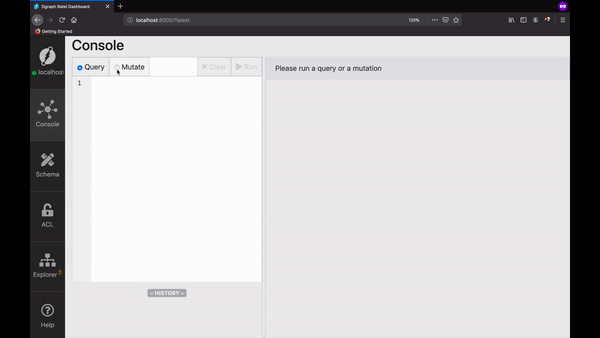 Dgraph Ratel Dashboard
localhost:8000/?latest
120%
Getting Started
localhost
Console
Schema
ACL
Explorer β
Help
Console
Query
Mutate
Clear
Run
1
HISTORY
Please run a query or a mutation